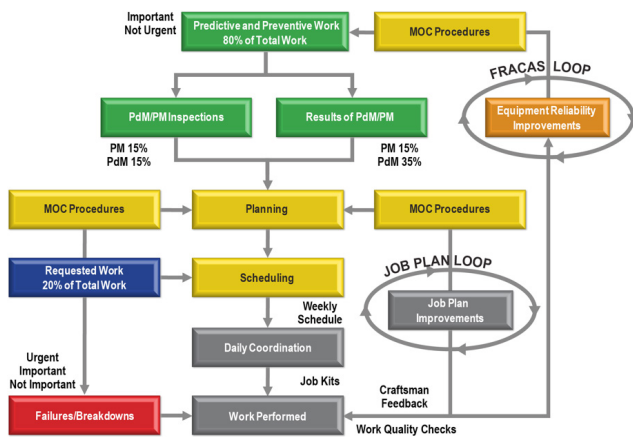 Important
Not Urgent
Predictive and Preventive Work
80% of Total Work
MOC Procedures
FRACAS LOOP
Equipment Reliability
Improvements
PdM/PM Inspections
Results of PdM/PM
PM 15%
PdM 15%
PM 15%
PdM 35%
MOC Procedures
Planning
MOC Procedures
Requested Work
20% of Total Work
Scheduling
JOB PLAN LOOP
Job Plan
Improvements
Weekly
Schedule
Daily Coordination
Urgent
Important
Not Important
Job Kits
Craftsman
Feedback
Failures/Breakdowns
Work Performed
Work Quality Checks